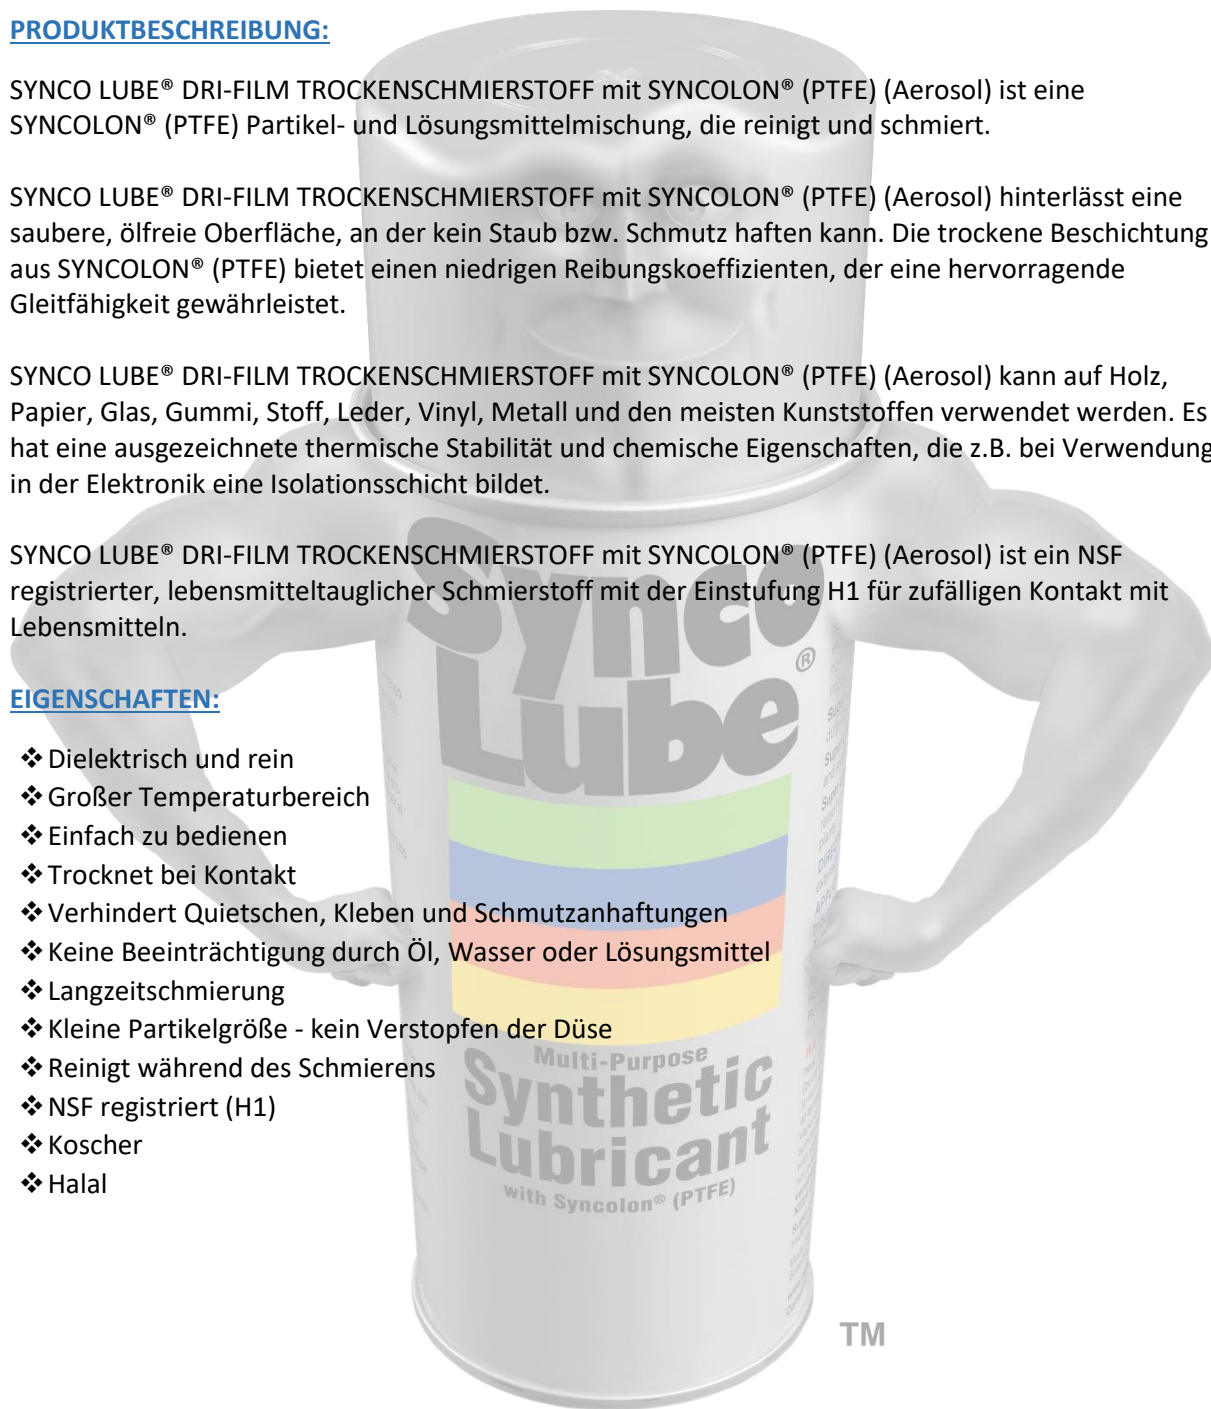 PRODUKTBESCHREIBUNG:
SYNCO LUBE® DRI-FILM TROCKENSCHMIERSTOFF mit SYNCOLON® (PTFE) (Aerosol) ist eine
SYNCOLON® (PTFE) Partikel- und Lösungsmittelmischung, die reinigt und schmiert.
SYNCO LUBE® DRI-FILM TROCKENSCHMIERSTOFF mit SYNCOLON® (PTFE) (Aerosol) hinterlässt eine
saubere, ölfreie Oberfläche, an der kein Staub bzw. Schmutz haften kann. Die trockene Beschichtung
aus SYNCOLON® (PTFE) bietet einen niedrigen Reibungskoeffizienten, der eine hervorragende
Gleitfähigkeit gewährleistet.
SYNCO LUBE® DRI-FILM TROCKENSCHMIERSTOFF mit SYNCOLON® (PTFE) (Aerosol) kann auf Holz,
Papier, Glas, Gummi, Stoff, Leder, Vinyl, Metall und den meisten Kunststoffen verwendet werden. Es
hat eine ausgezeichnete thermische Stabilität und chemische Eigenschaften, die z.B. bei Verwendung
in der Elektronik eine Isolationsschicht bildet.
SYNCO LUBE® DRI-FILM TROCKENSCHMIERSTOFF mit SYNCOLON® (PTFE) (Aerosol) ist ein NSF
registrierter, lebensmitteltauglicher Schmierstoff mit der Einstufung H1 für zufälligen Kontakt mit
Lebensmitteln.
EIGENSCHAFTEN:
❖ Dielektrisch und rein
❖ Großer Temperaturbereich
❖ Einfach zu bedienen
❖ Trocknet bei Kontakt
❖ Verhindert Quietschen, Kleben und Schmutzanhaftungen
❖ Keine Beeinträchtigung durch Öl, Wasser oder Lösungsmittel
❖ Langzeitschmierung
❖ Kleine Partikelgröße - kein Verstopfen der Düse
❖ Reinigt während des Schmierens
❖ NSF registriert (H1)
❖ Koscher
❖ Halal
Synco
Lube®
Multi-Purpose
Synthetic
Lubricant
with Syncolon® (PTFE)
TM